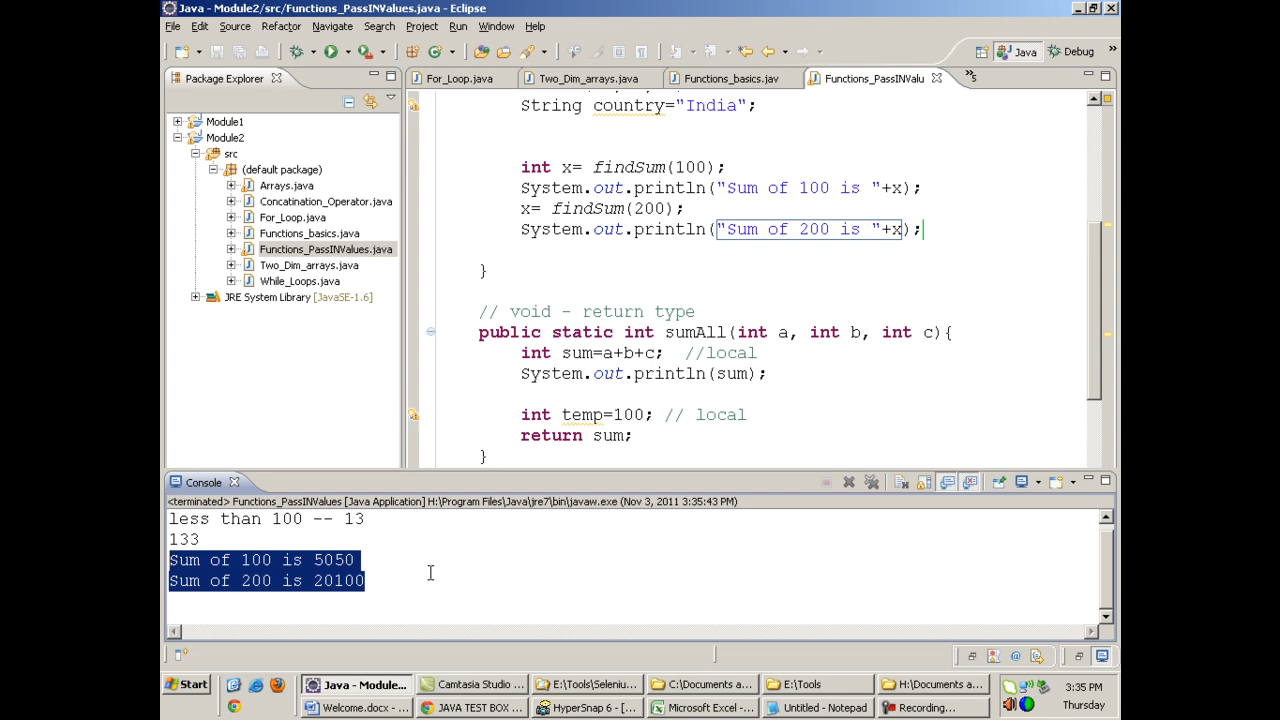 Java - Module2/src/Functions_PassINValues.java - Eclipse
File Edit Source Refactor Navigate Search Project Run Window Help
Java Debug »
Package Explorer
For_Loop.java Two_Dim_arrays.java Functions_basics.jav Functions_PassINValu »5
Module1
Module2
src
(default package)
Arrays.java
Concatination_Operator.java
For_Loop.java
Functions_basics.java
Functions_PassINValues.java
Two_Dim_arrays.java
While_Loops.java
JRE System Library [JavaSE-1.6]
String country="India";
int x= findSum(100);
System.out.println("Sum of 100 is "+x);
x= findSum(200);
System.out.println("Sum of 200 is "+x);
}
// void - return type
public static int sumAll(int a, int b, int c){
int sum=a+b+c; //local
System.out.println(sum);
int temp=100; // local
return sum;
}
Console
<terminated> Functions_PassINValues [Java Application] H:\Program Files\Java\jre7\bin\javaw.exe (Nov 3, 2011 3:35:43 PM)
less than 100 -- 13
133
Sum of 100 is 5050
Sum of 200 is 20100
Start Java - Module... Camtasia Studio ... E:\Tools\Seleniu... C:\Documents a... E:\Tools H:\Documents a... 3:35 PM
Welcome.docx - ... JAVA TEST BOX ... HyperSnap 6 - [... Microsoft Excel - ... Untitled - Notepad Recording... Thursday